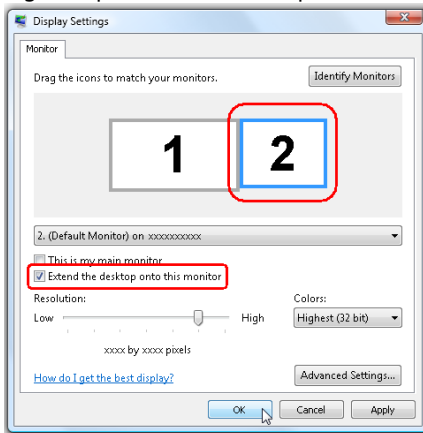 Display Settings
Monitor
Drag the icons to match your monitors.
Identify Monitors
1
2
2. (Default Monitor) on xxxxxxxxxx
This is my main monitor
Extend the desktop onto this monitor
Resolution:
Colors:
Low
High
Highest (32 bit)
xxxx by xxxx pixels
How do I get the best display?
Advanced Settings...
OK
Cancel
Apply